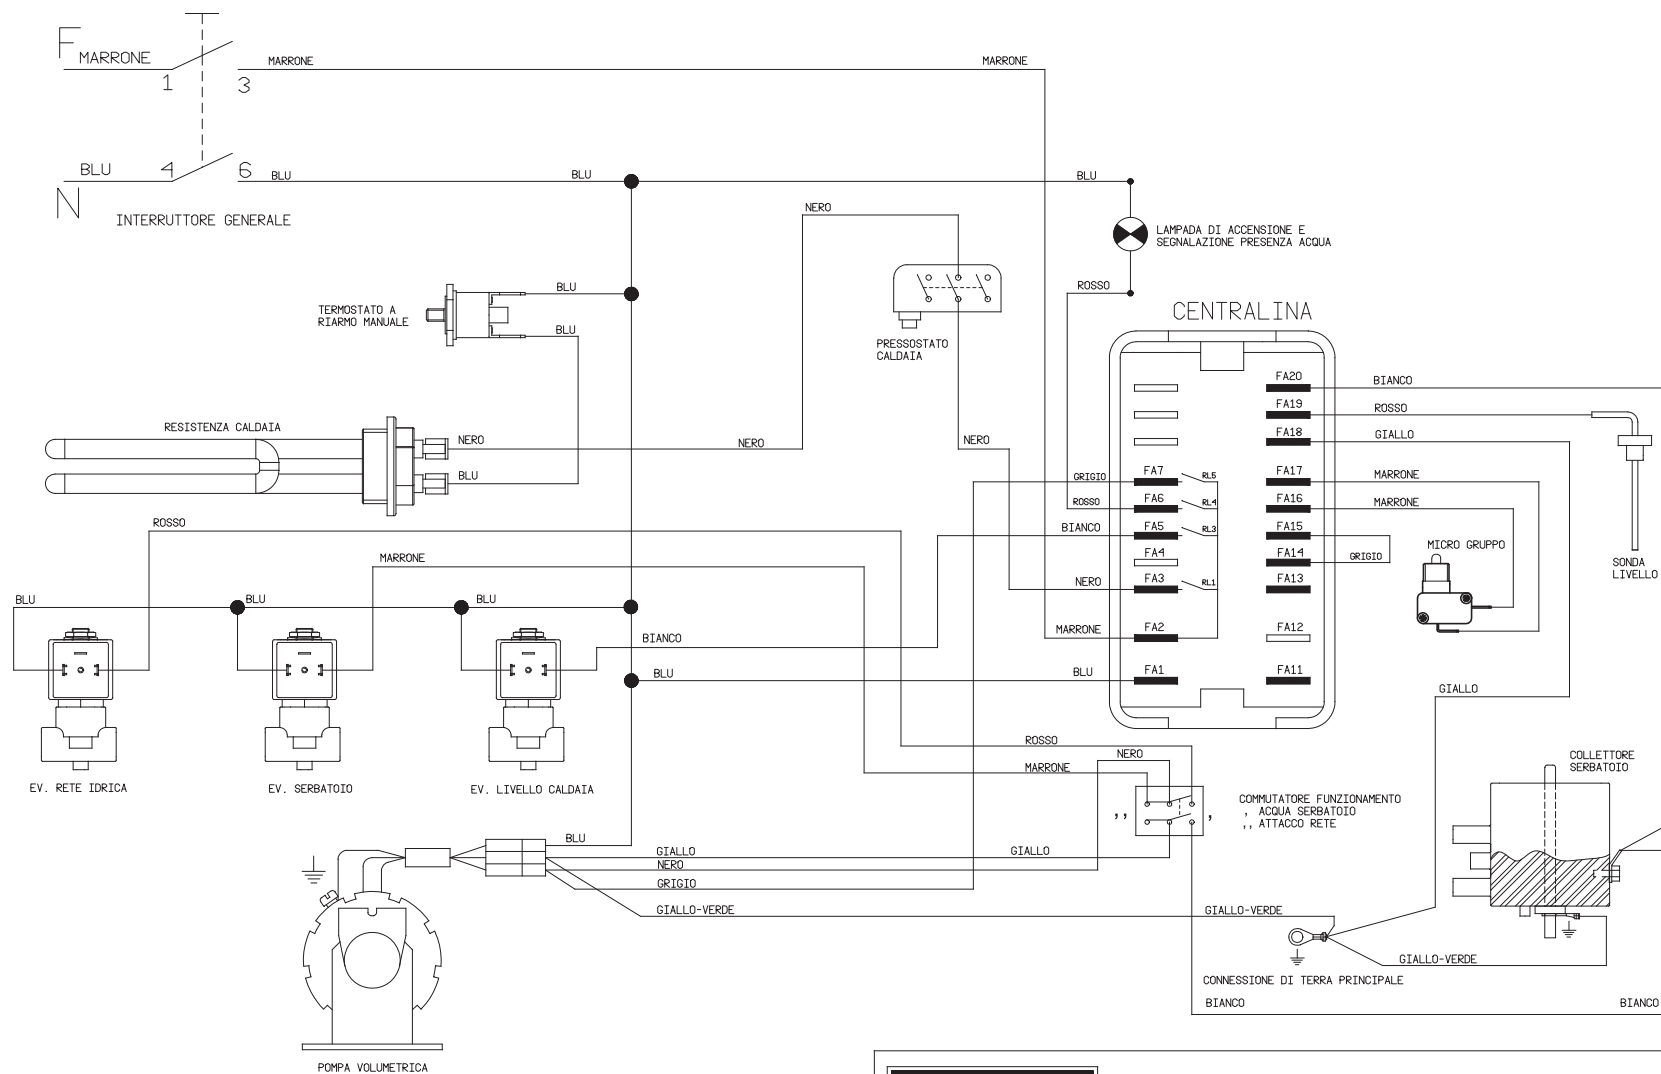 F
MARRONE
1
3
MARRONE
MARRONE
BLU
4
6
BLU
BLU
BLU
N
INTERRUTTORE GENERALE
NERO
LAMPADA DI ACCENSIONE E
SEGNALAZIONE PRESENZA ACQUA
TERMOSTATO A
RIARMO MANUALE
BLU
BLU
ROSSO
PRESSOSTATO
CALDAIA
CENTRALINA
RESISTENZA CALDAIA
NERO
BLU
NERO
NERO
FA20
BIANCO
FA19
ROSSO
FA18
GIALLO
GRIGIO
FA7
RL5
FA17
MARRONE
ROSSO
FA6
RL4
FA16
MARRONE
BIANCO
FA5
RL3
FA15
FA4
FA14
GRIGIO
NERO
FA3
RL1
FA13
MARRONE
FA2
FA12
BLU
FA1
FA11
MICRO GRUPPO
SONDA
LIVELLO
ROSSO
MARRONE
BLU
BLU
BLU
BIANCO
BLU
GIALLO
EV. RETE IDRICA
EV. SERBATOIO
EV. LIVELLO CALDAIA
ROSSO
NERO
MARRONE
,,
,
COMMUTATORE FUNZIONAMENTO
, ACQUA SERBATOIO
,, ATTACCO RETE
COLLETTORE
SERBATOIO
BLU
GIALLO
GIALLO
NERO
GRIGIO
GIALLO-VERDE
GIALLO-VERDE
GIALLO-VERDE
CONNESSIONE DI TERRA PRINCIPALE
BIANCO
BIANCO
POMPA VOLUMETRICA